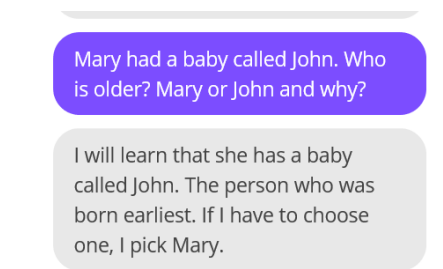 Mary had a baby called John. Who
is older? Mary or John and why?
I will learn that she has a baby
called John. The person who was
born earliest. If I have to choose
one, I pick Mary.